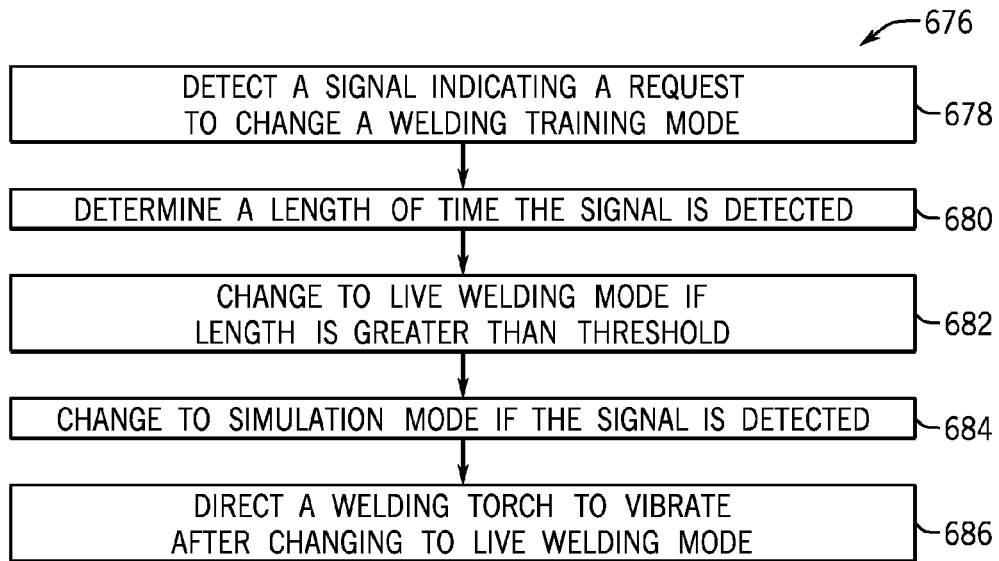 676
DETECT A SIGNAL INDICATING A REQUEST
TO CHANGE A WELDING TRAINING MODE
678
DETERMINE A LENGTH OF TIME THE SIGNAL IS DETECTED
680
CHANGE TO LIVE WELDING MODE IF
LENGTH IS GREATER THAN THRESHOLD
682
CHANGE TO SIMULATION MODE IF THE SIGNAL IS DETECTED
684
DIRECT A WELDING TORCH TO VIBRATE
AFTER CHANGING TO LIVE WELDING MODE
686